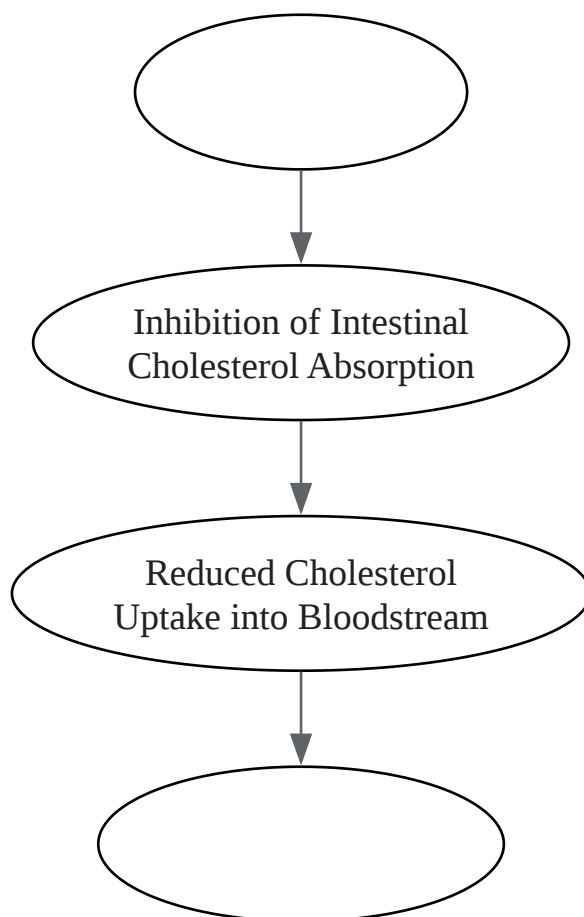 Inhibition of Intestinal
Cholesterol Absorption
Reduced Cholesterol
Uptake into Bloodstream